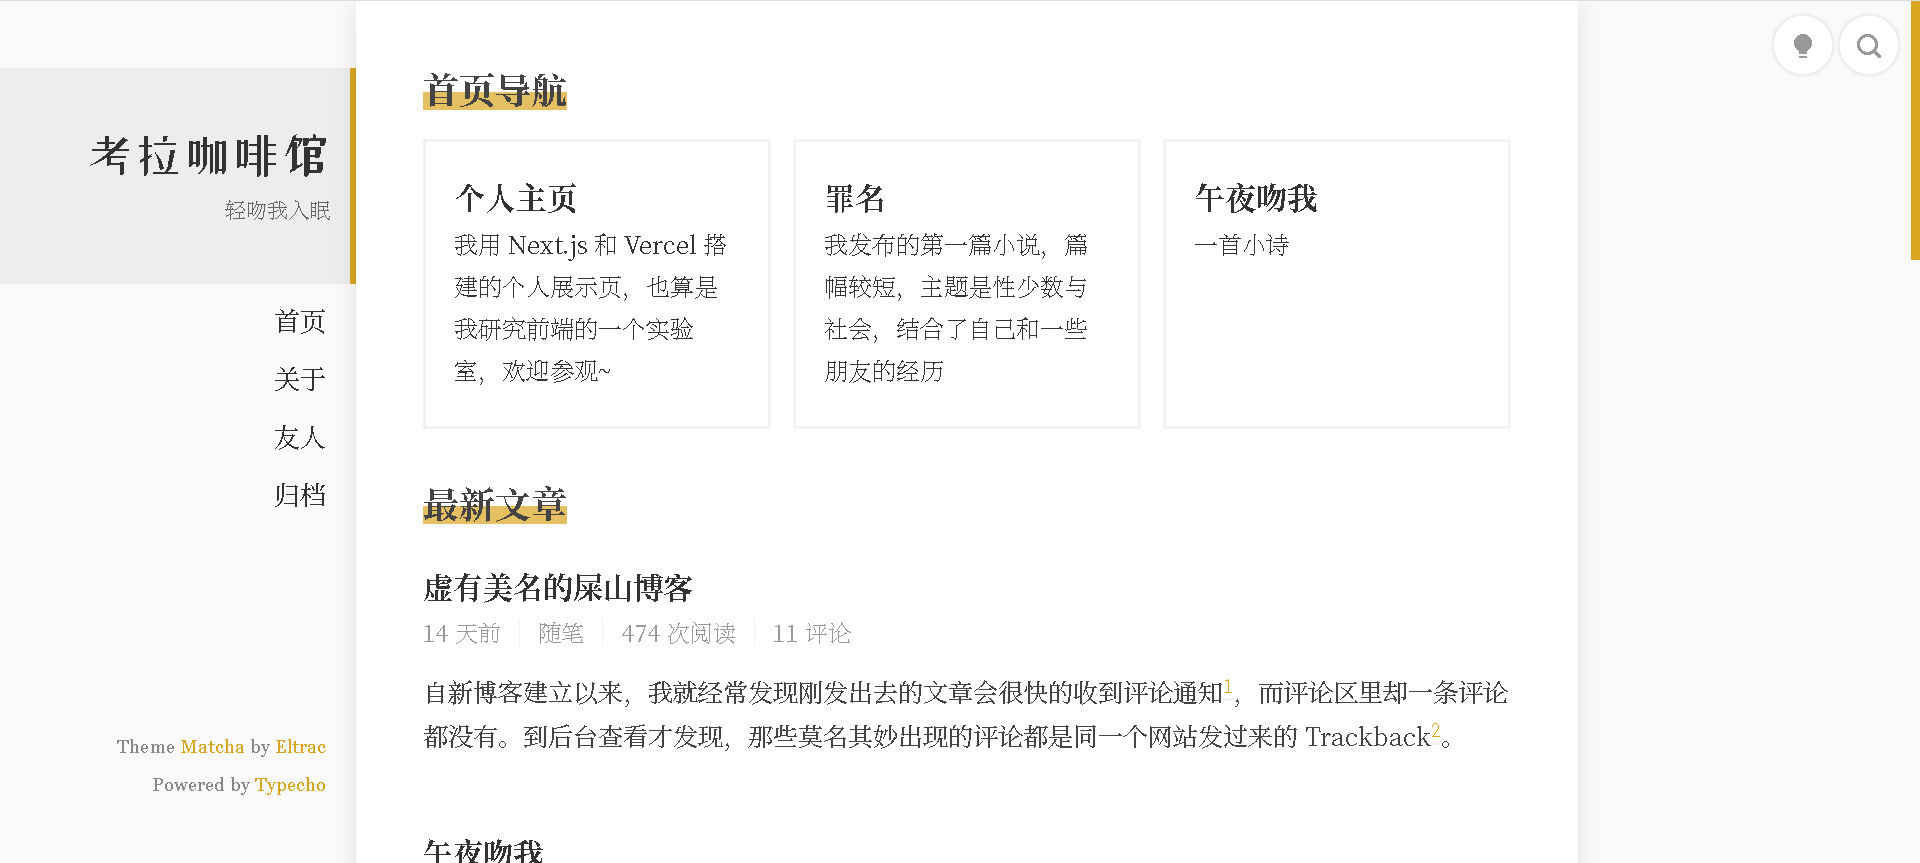 考拉咖啡馆
轻吻我入眠
首页
关于
友人
归档
Theme Matcha by Eltrac
Powered by Typecho
首页导航
个人主页
我用 Next.js 和 Vercel 搭
建的个人展示页，也算是
我研究前端的一个实验
室，欢迎参观~
罪名
我发布的第一篇小说，篇
幅较短，主题是性少数与
社会，结合了自己和一些
朋友的经历
午夜吻我
一首小诗
最新文章
虚有美名的屎山博客
14 天前 随笔 474 次阅读 11 评论
自新博客建立以来，我就经常发现刚发出去的文章会很快的收到评论通知1，而评论区里却一条评论
都没有。到后台查看才发现，那些莫名其妙出现的评论都是同一个网站发过来的 Trackback2。
午夜吻我